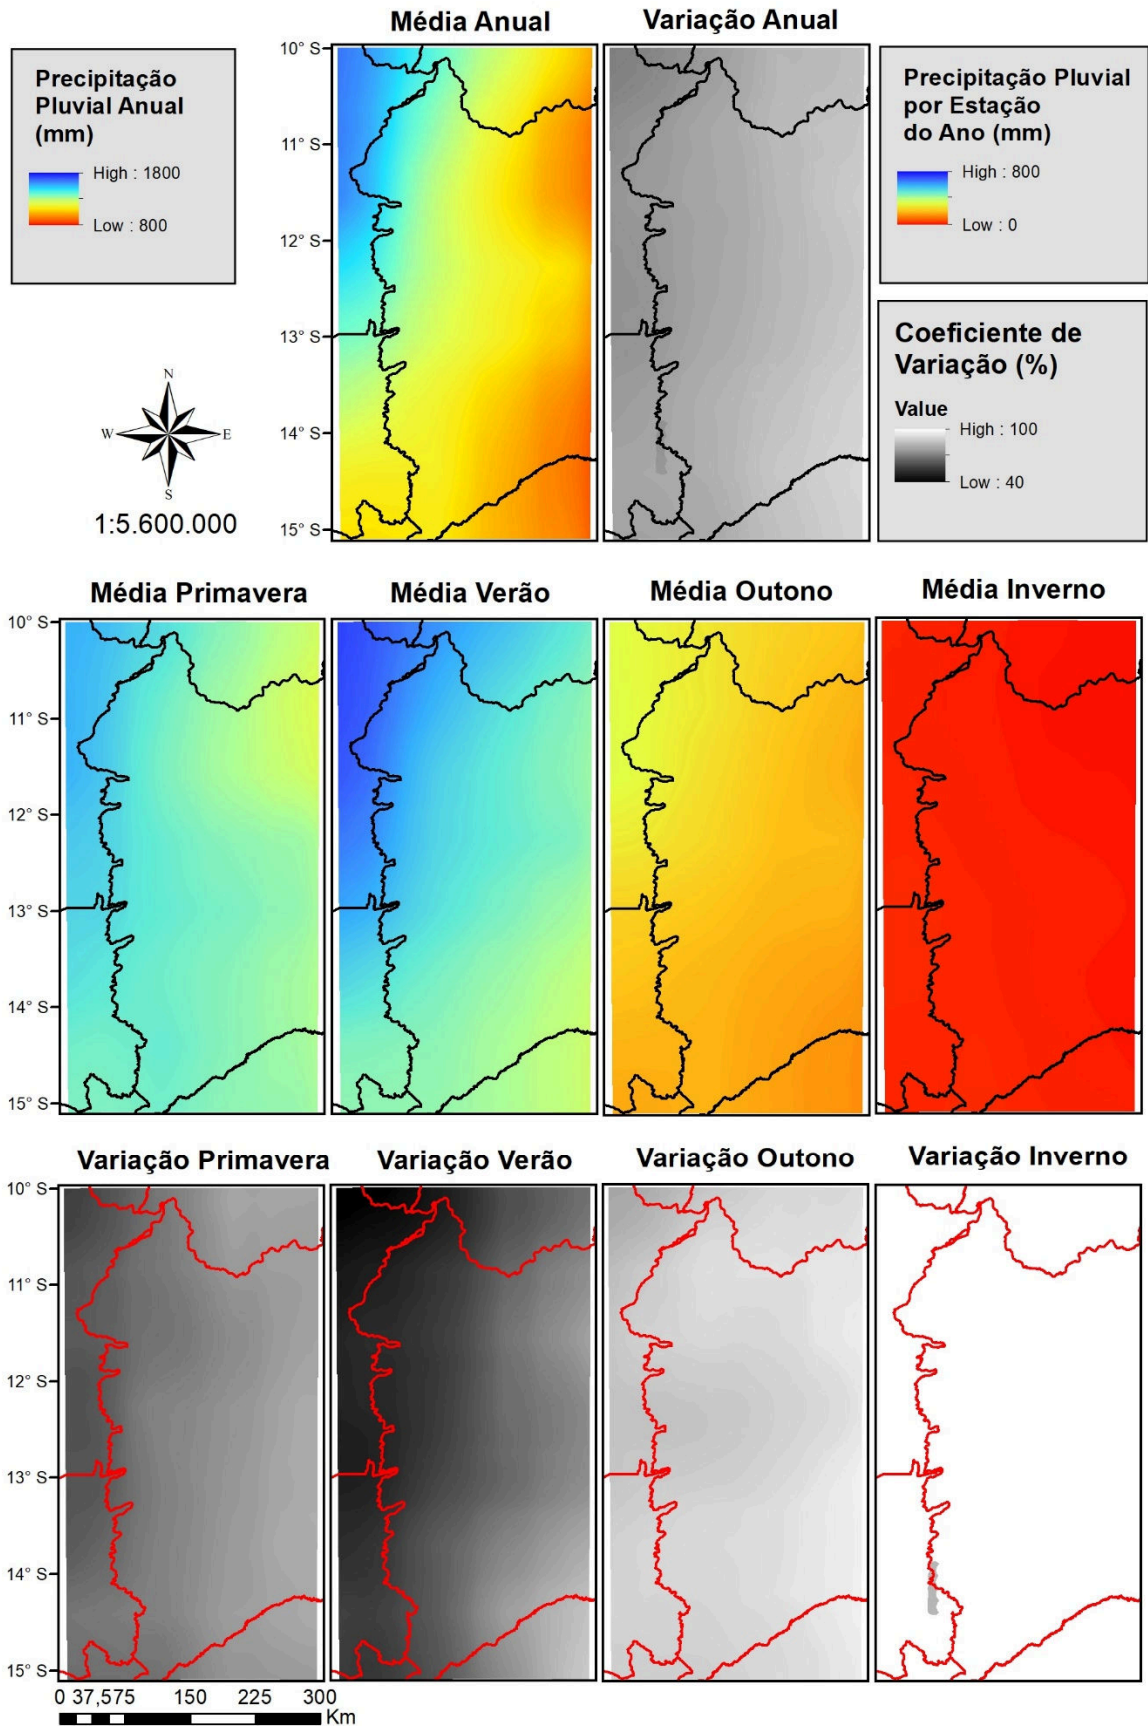 Média Anual
Variação Anual
Precipitação
Pluvial Anual
(mm)
High : 1800
Low : 800
Precipitação Pluvial
por Estação
do Ano (mm)
High : 800
Low : 0
Coeficiente de
Variação (%)
Value
High : 100
Low : 40
N
W
E
S
1:5.600.000
10° S
11° S
12° S
13° S
14° S
15° S
Média Primavera
Média Verão
Média Outono
Média Inverno
10° S
11° S
12° S
13° S
14° S
15° S
Variação Primavera
Variação Verão
Variação Outono
Variação Inverno
10° S
11° S
12° S
13° S
14° S
15° S
0 37,575 150 225 300
Km